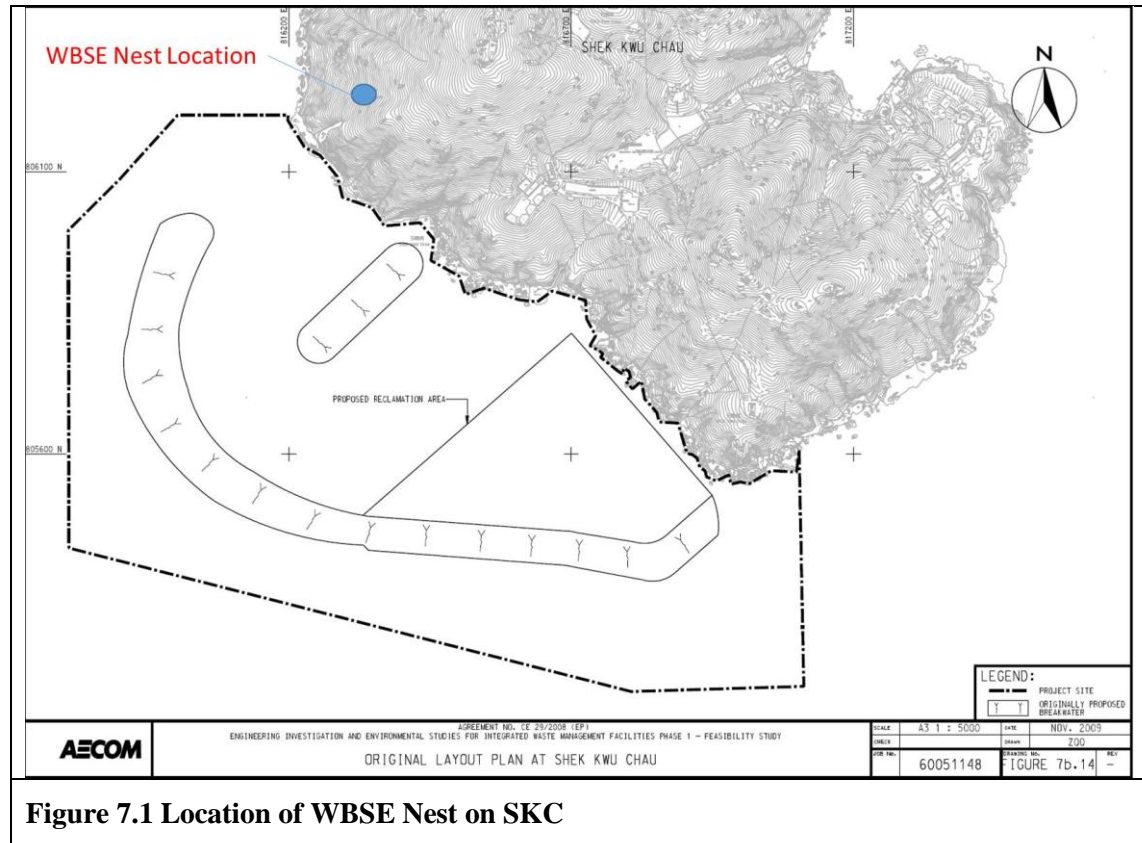 816200 E
816700 E
817200 E
SHEK KWU CHAU
WBSE Nest Location
N
806100 N
PROPOSED RECLAMATION AREA
805600 N
LEGEND:
PROJECT SITE
ORIGINALLY PROPOSED
BREAKWATER
AECOM
AGREEMENT NO. CE 29/2008 (EP)
ENGINEERING INVESTIGATION AND ENVIRONMENTAL STUDIES FOR INTEGRATED WASTE MANAGEMENT FACILITIES PHASE 1 - FEASIBILITY STUDY
ORIGINAL LAYOUT PLAN AT SHEK KWU CHAU
SCALE A3 1 : 5000 DATE NOV. 2009
CHECK DRAWN ZQQ
JOB No. 60051148 DRAWING No. FIGURE 7b.14 REV -
Figure 7.1 Location of WBSE Nest on SKC